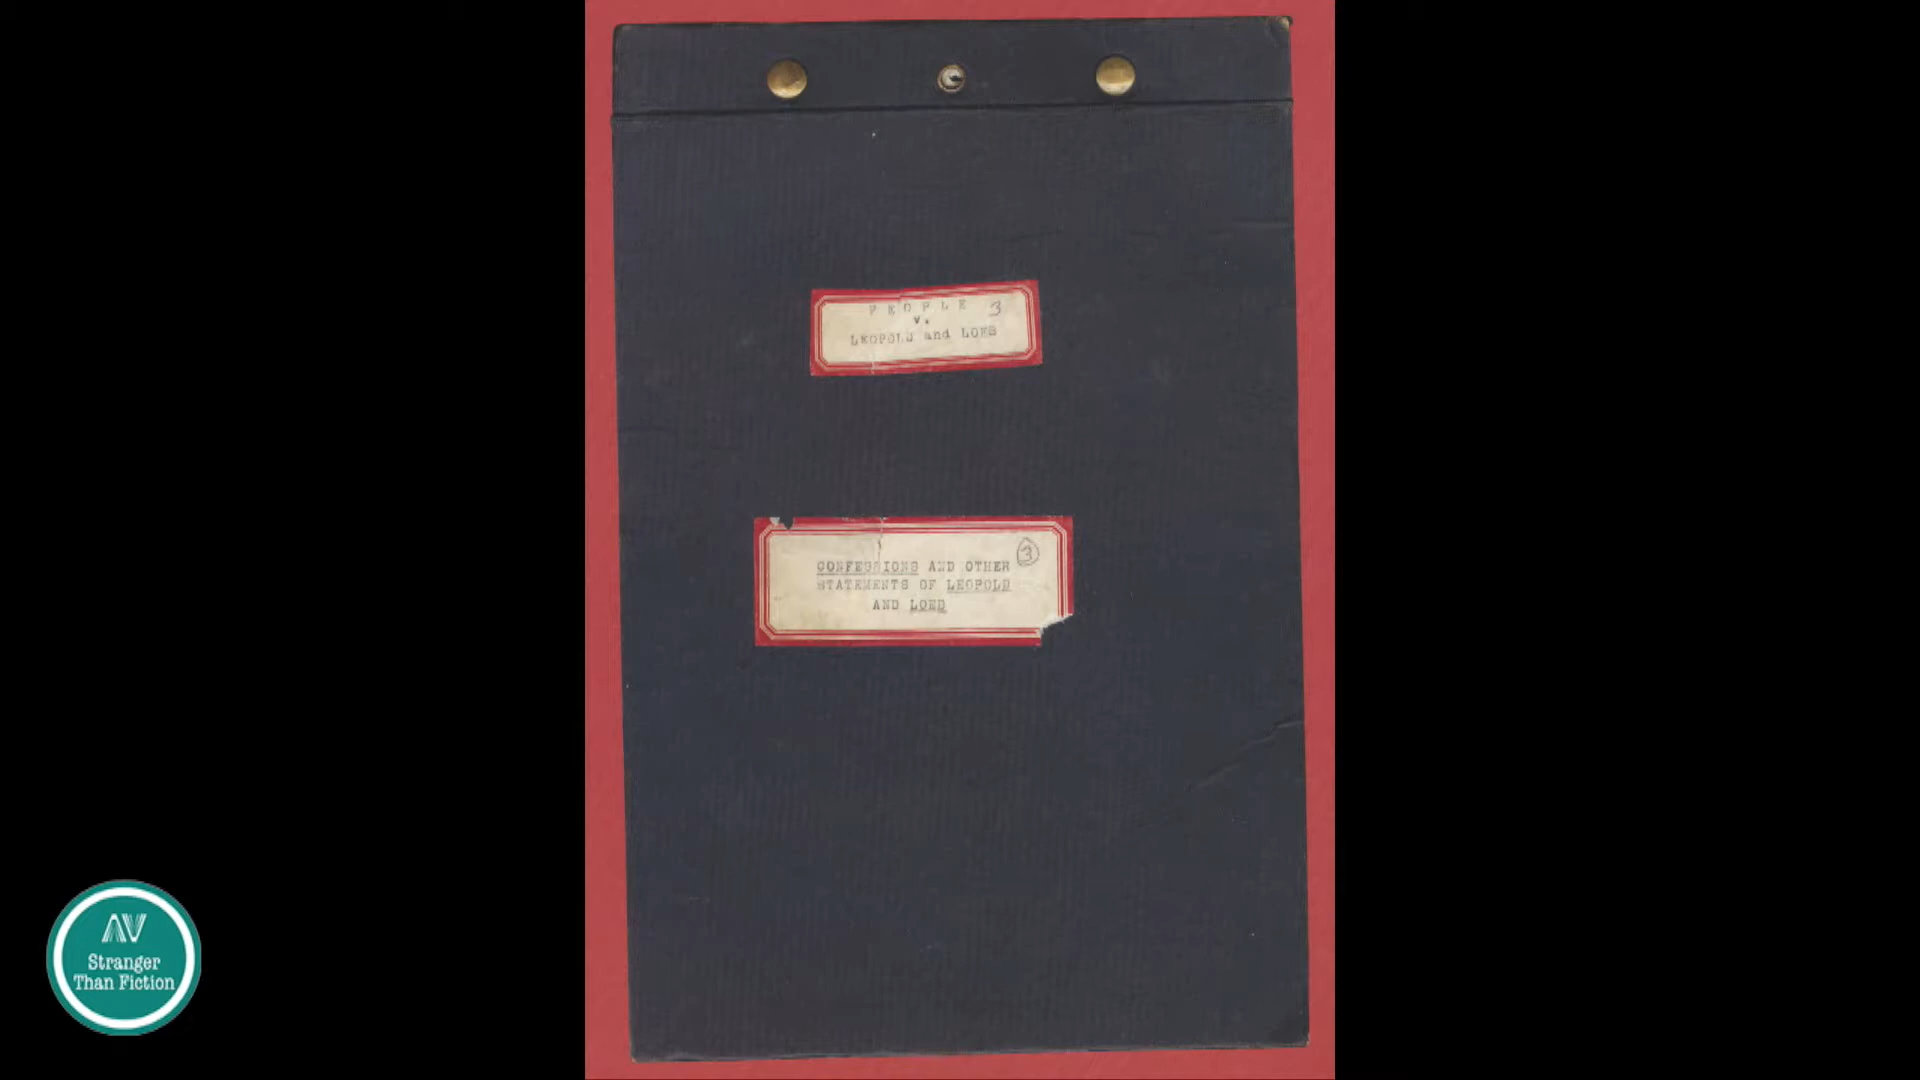 PEOPLE 3
v.
LEOPOLD and LOEB
3
CONFESSIONS AND OTHER
STATEMENTS OF LEOPOLD
AND LOEB
AV
Stranger
Than Fiction